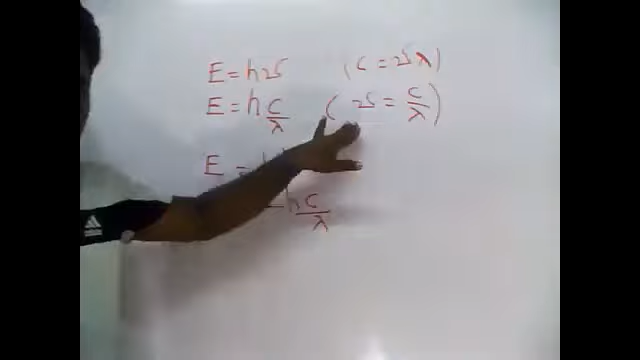 E = hν (c = νλ)
E = h c/λ (ν = c/λ)
E =
= h c/λ